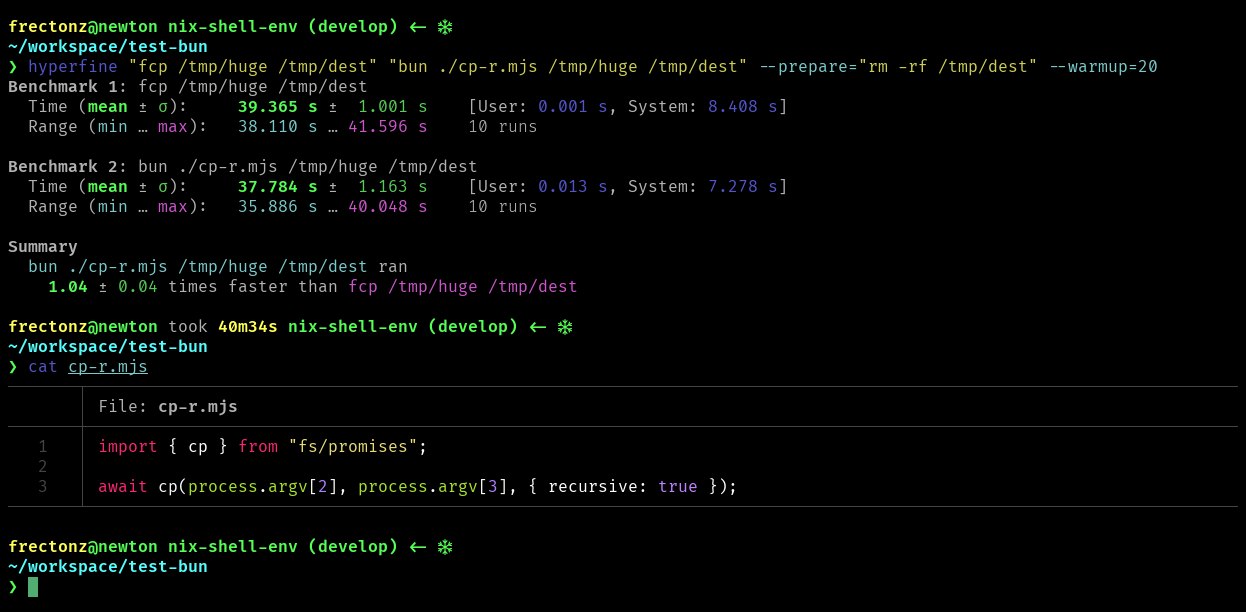 frectonz@newton nix-shell-env (develop) ← ❄
~/workspace/test-bun
❯ hyperfine "fcp /tmp/huge /tmp/dest" "bun ./cp-r.mjs /tmp/huge /tmp/dest" --prepare="rm -rf /tmp/dest" --warmup=20
Benchmark 1: fcp /tmp/huge /tmp/dest
  Time (mean ± σ):     39.365 s ±  1.001 s    [User: 0.001 s, System: 8.408 s]
  Range (min … max):   38.110 s … 41.596 s    10 runs

Benchmark 2: bun ./cp-r.mjs /tmp/huge /tmp/dest
  Time (mean ± σ):     37.784 s ±  1.163 s    [User: 0.013 s, System: 7.278 s]
  Range (min … max):   35.886 s … 40.048 s    10 runs

Summary
  bun ./cp-r.mjs /tmp/huge /tmp/dest ran
    1.04 ± 0.04 times faster than fcp /tmp/huge /tmp/dest

frectonz@newton took 40m34s nix-shell-env (develop) ← ❄
~/workspace/test-bun
❯ cat cp-r.mjs
File: cp-r.mjs
1 import { cp } from "fs/promises";
2
3 await cp(process.argv[2], process.argv[3], { recursive: true });

frectonz@newton nix-shell-env (develop) ← ❄
~/workspace/test-bun
❯